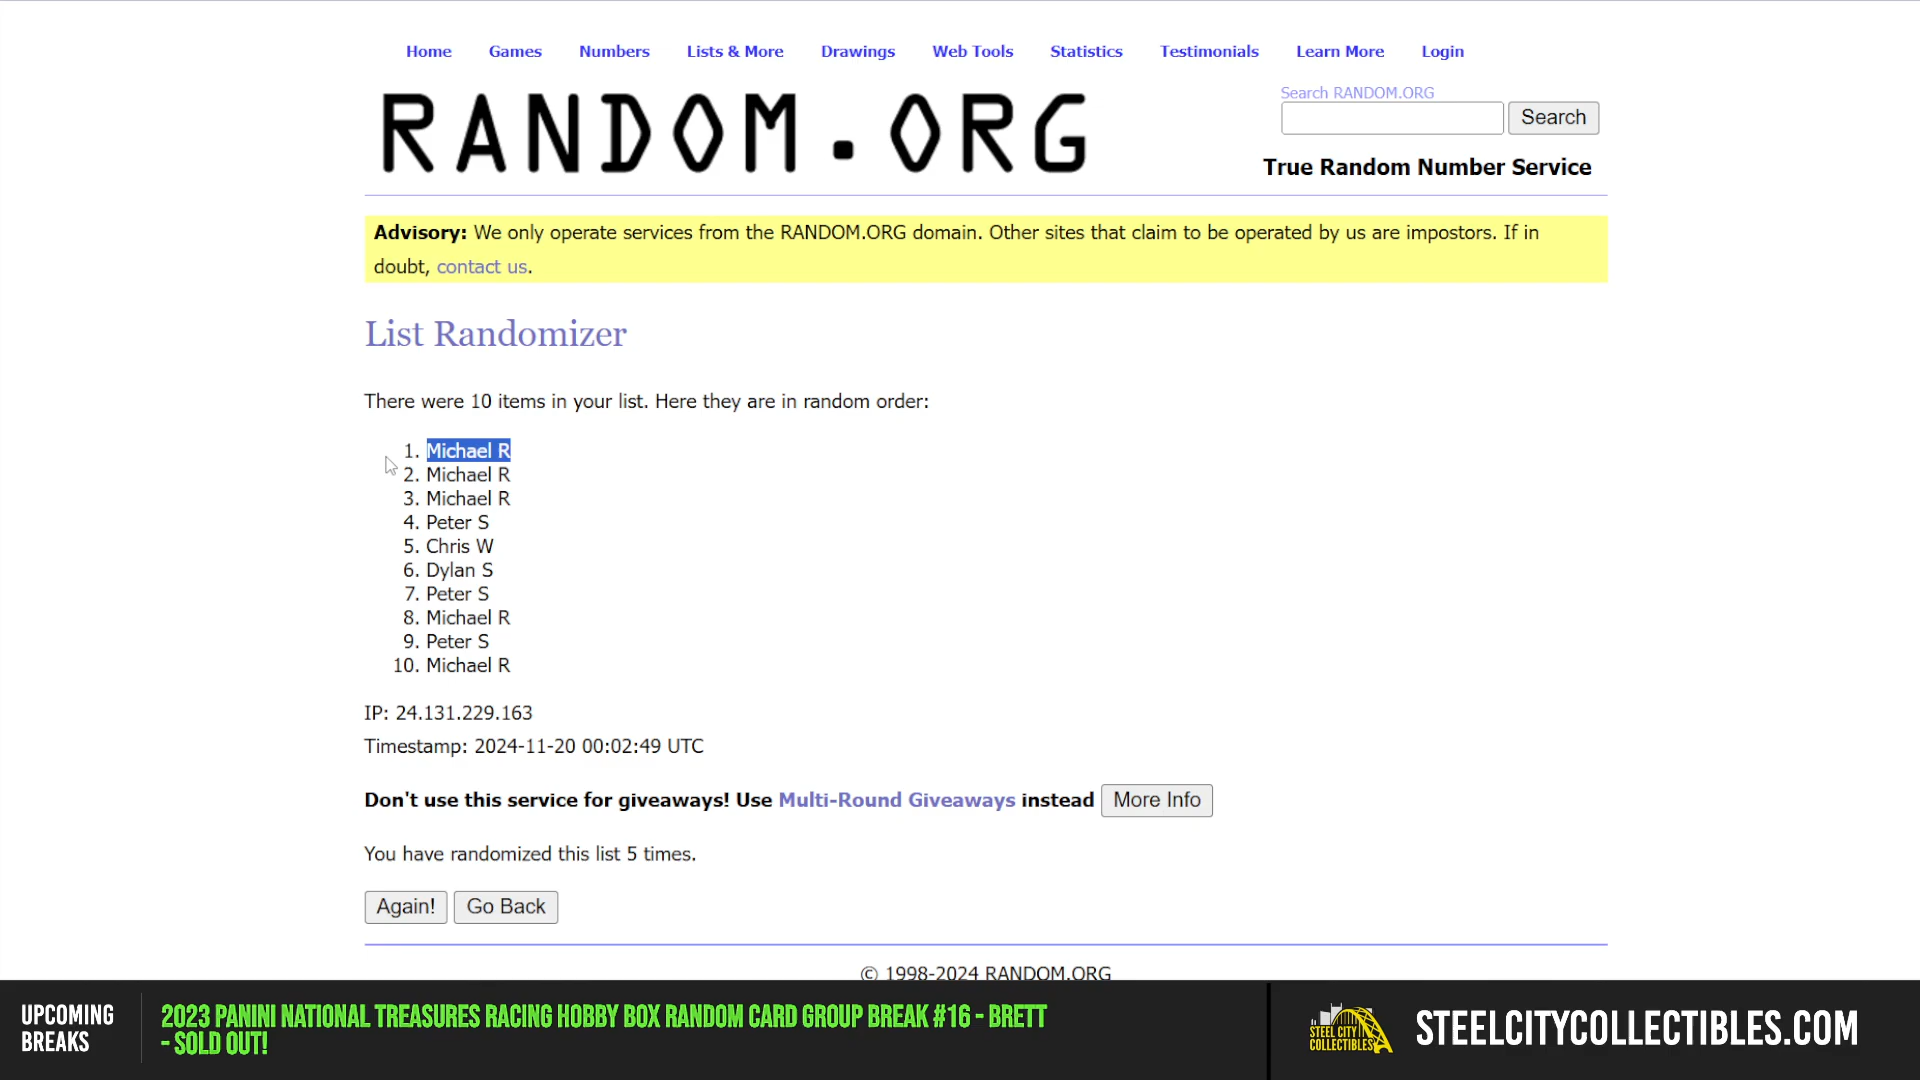 Home Games Numbers Lists & More Drawings Web Tools Statistics Testimonials Learn More Login
RANDOM.ORG
Search RANDOM.ORG
Search
True Random Number Service
Advisory: We only operate services from the RANDOM.ORG domain. Other sites that claim to be operated by us are impostors. If in
doubt, contact us.
List Randomizer
There were 10 items in your list. Here they are in random order:
1. Michael R
2. Michael R
3. Michael R
4. Peter S
5. Chris W
6. Dylan S
7. Peter S
8. Michael R
9. Peter S
10. Michael R
IP: 24.131.229.163
Timestamp: 2024-11-20 00:02:49 UTC
Don't use this service for giveaways! Use Multi-Round Giveaways instead More Info
You have randomized this list 5 times.
Again! Go Back
© 1998-2024 RANDOM.ORG
UPCOMING
BREAKS
2023 PANINI NATIONAL TREASURES RACING HOBBY BOX RANDOM CARD GROUP BREAK #16 - BRETT
- SOLD OUT!
STEEL CITY
COLLECTIBLES
STEELCITYCOLLECTIBLES.COM